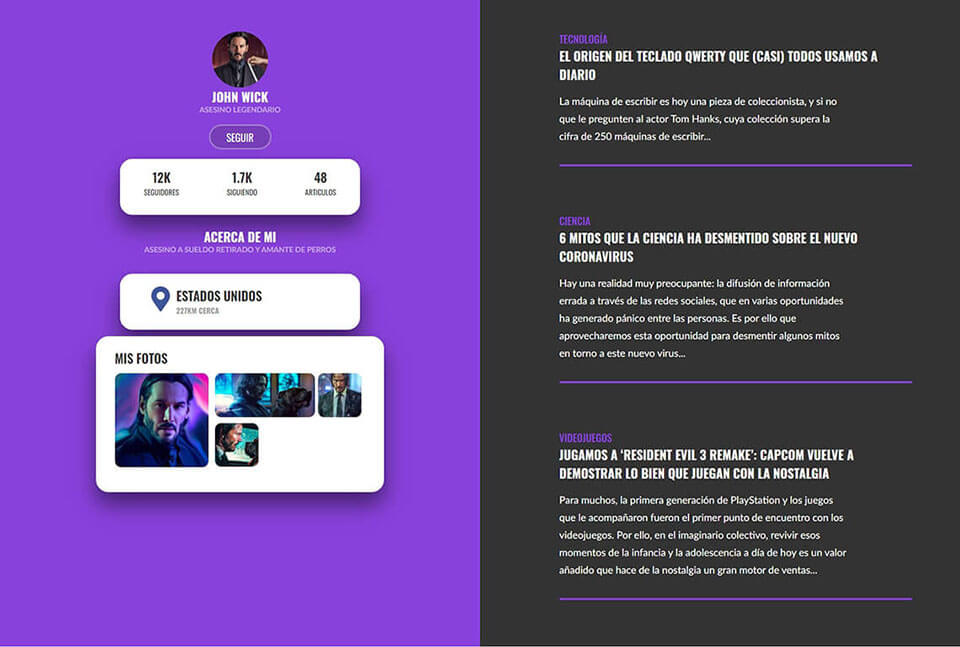 JOHN WICK
ASESINO LEGENDARIO
SEGUIR
12K 1.7K 48
SEGUIDORES SIGUIENDO ARTICULOS
ACERCA DE MI
ASESINO A SUELDO RETIRADO Y AMANTE DE PERROS
ESTADOS UNIDOS
227KM CERCA
MIS FOTOS
TECNOLOGÍA
EL ORIGEN DEL TECLADO QWERTY QUE (CASI) TODOS USAMOS A
DIARIO
La máquina de escribir es hoy una pieza de coleccionista, y si no
que le pregunten al actor Tom Hanks, cuya colección supera la
cifra de 250 máquinas de escribir...
CIENCIA
6 MITOS QUE LA CIENCIA HA DESMENTIDO SOBRE EL NUEVO
CORONAVIRUS
Hay una realidad muy preocupante: la difusión de información
errada a través de las redes sociales, que en varias oportunidades
ha generado pánico entre las personas. Es por ello que
aprovecharemos esta oportunidad para desmentir algunos mitos
en torno a este nuevo virus...
VIDEOJUEGOS
JUGAMOS A 'RESIDENT EVIL 3 REMAKE': CAPCOM VUELVE A
DEMOSTRAR LO BIEN QUE JUEGAN CON LA NOSTALGIA
Para muchos, la primera generación de PlayStation y los juegos
que le acompañaron fueron el primer punto de encuentro con los
videojuegos. Por ello, en el imaginario colectivo, revivir esos
momentos de la infancia y la adolescencia a día de hoy es un valor
añadido que hace de la nostalgia un gran motor de ventas...